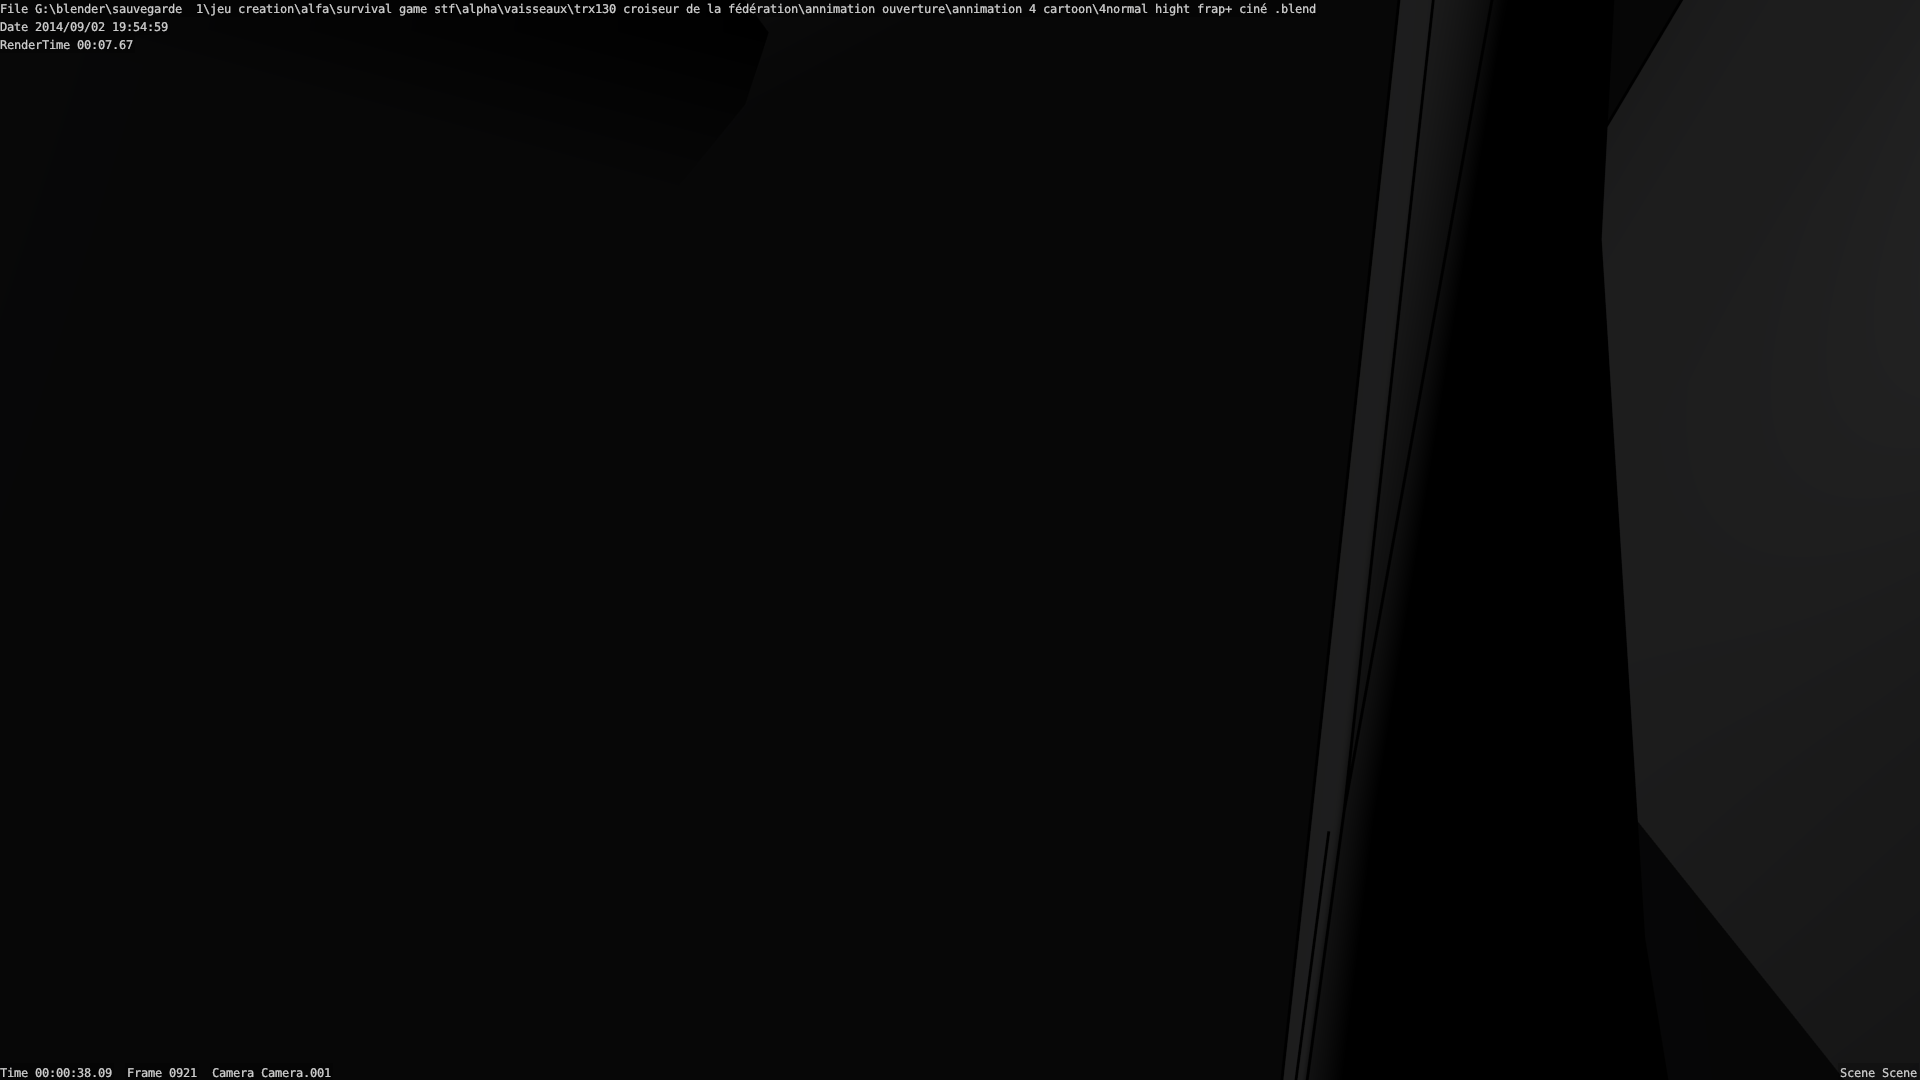 File G:\blender\sauvegarde  1\jeu creation\alfa\survival game stf\alpha\vaisseaux\trx130 croiseur de la fédération\annimation ouverture\annimation 4 cartoon\4normal hight frap+ ciné .blend
Date 2014/09/02 19:54:59
RenderTime 00:07.67
Time 00:00:38.09  Frame 0921  Camera Camera.001
Scene Scene